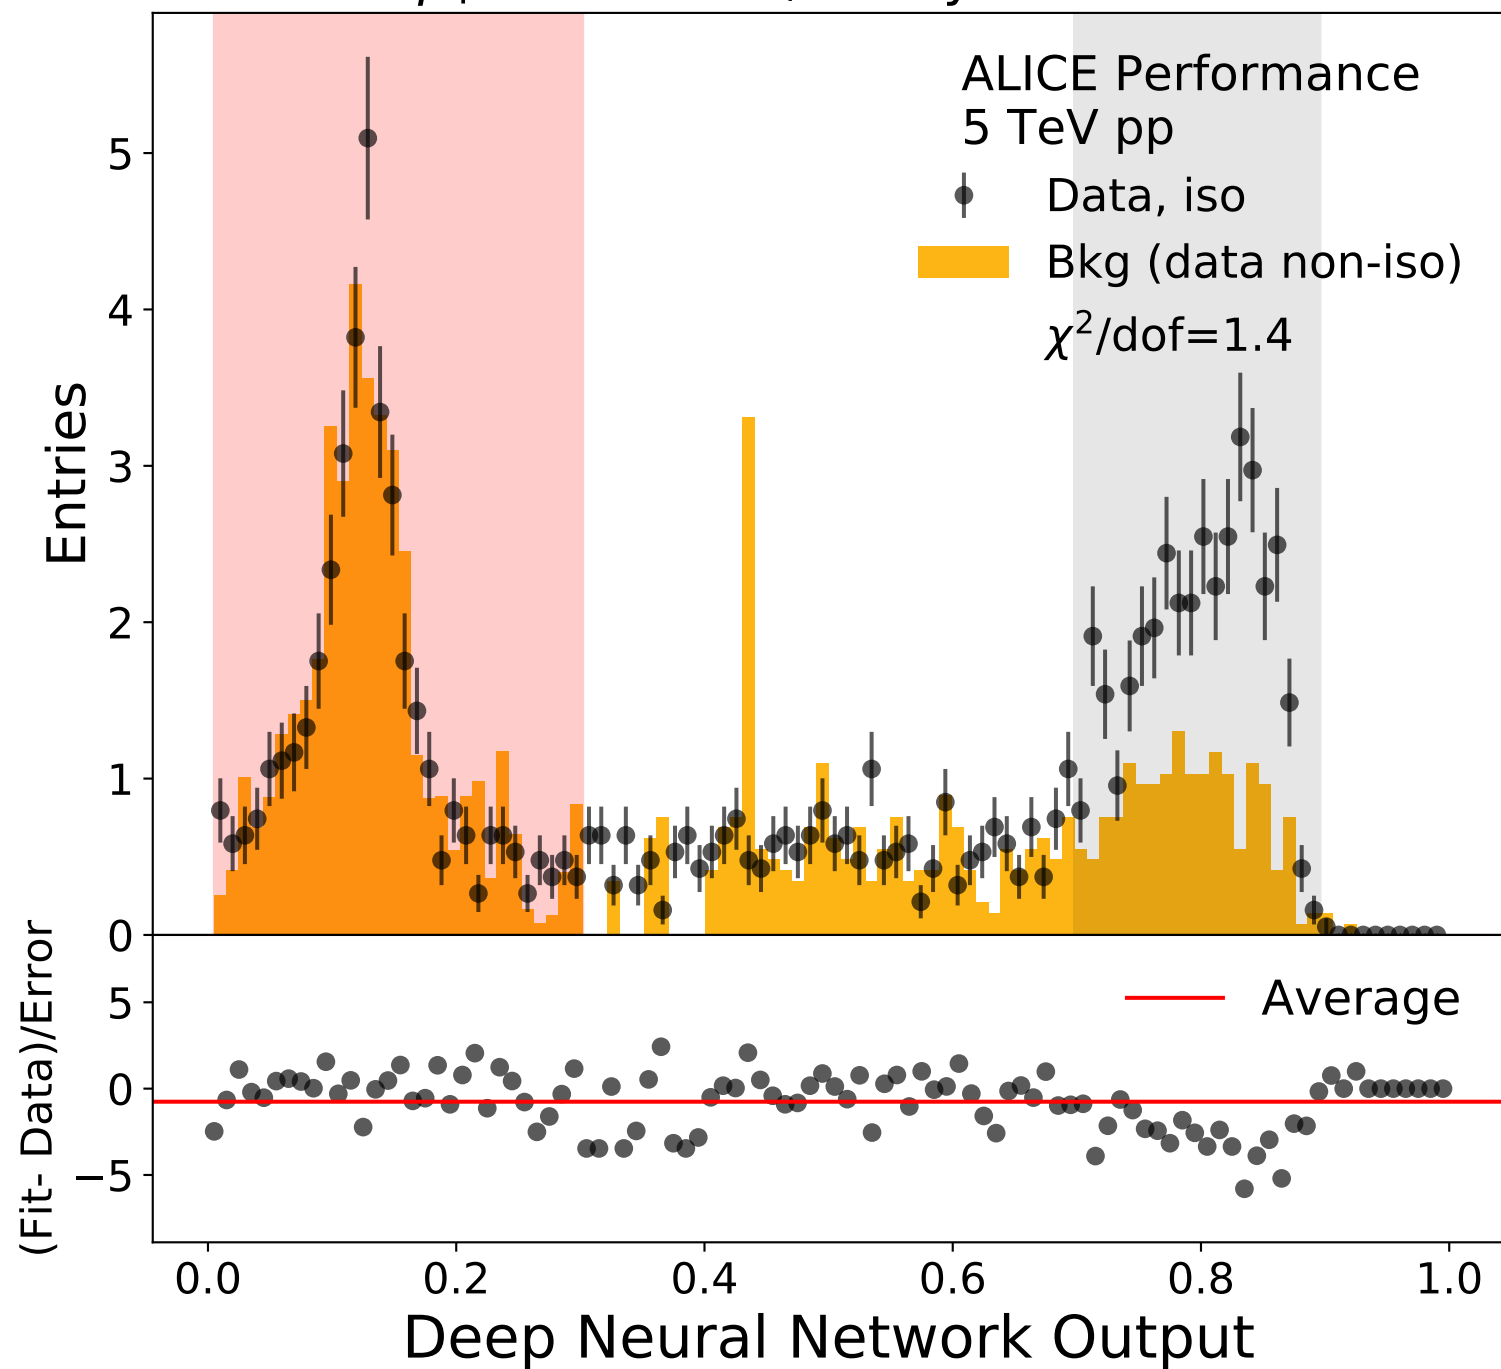 ALICE Performance
5 TeV pp
Data, iso
Bkg (data non-iso)
χ²/dof=1.4
Entries
5
4
3
2
1
0
Average
(Fit- Data)/Error
5
0
−5
0.0 0.2 0.4 0.6 0.8 1.0
Deep Neural Network Output